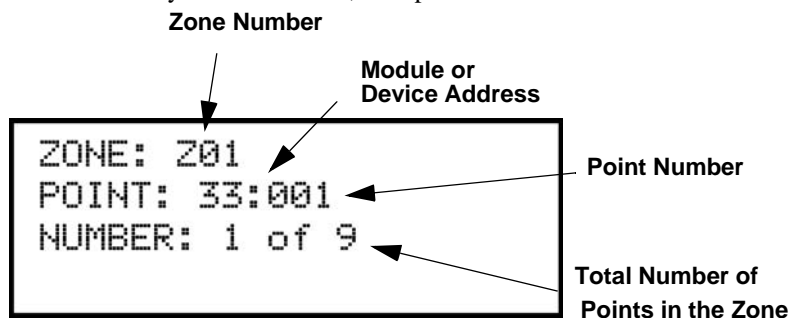 Zone Number
Module or
Device Address
ZONE: Z01
POINT: 33:001
NUMBER: 1 of 9
Point Number
Total Number of
Points in the Zone